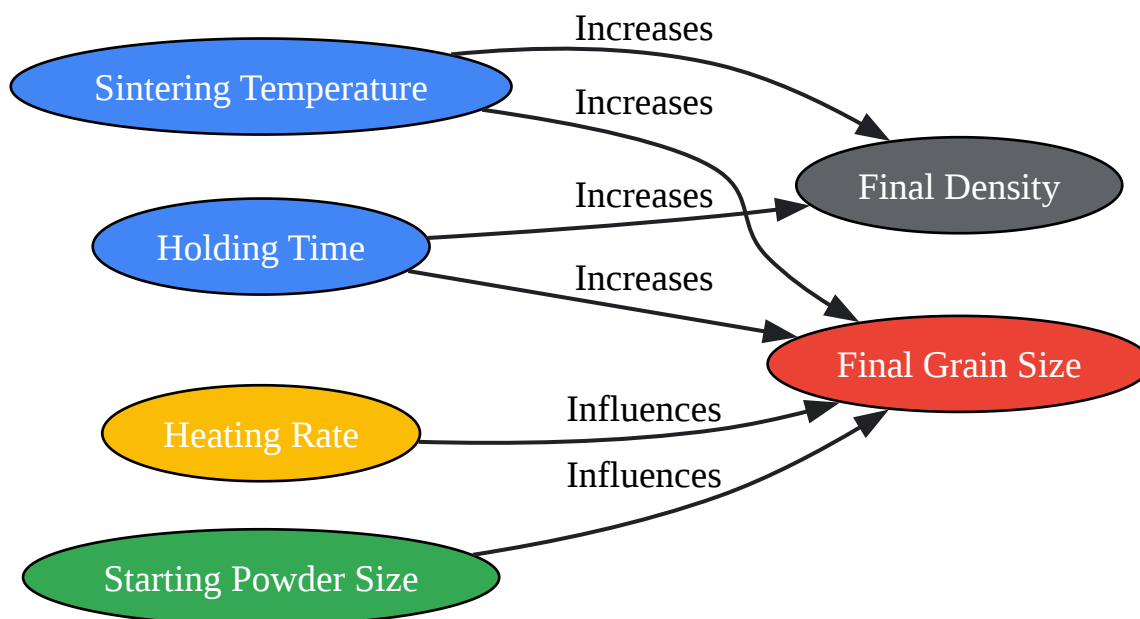 Increases
Sintering Temperature
Increases
Final Density
Increases
Holding Time
Increases
Final Grain Size
Influences
Heating Rate
Influences
Starting Powder Size